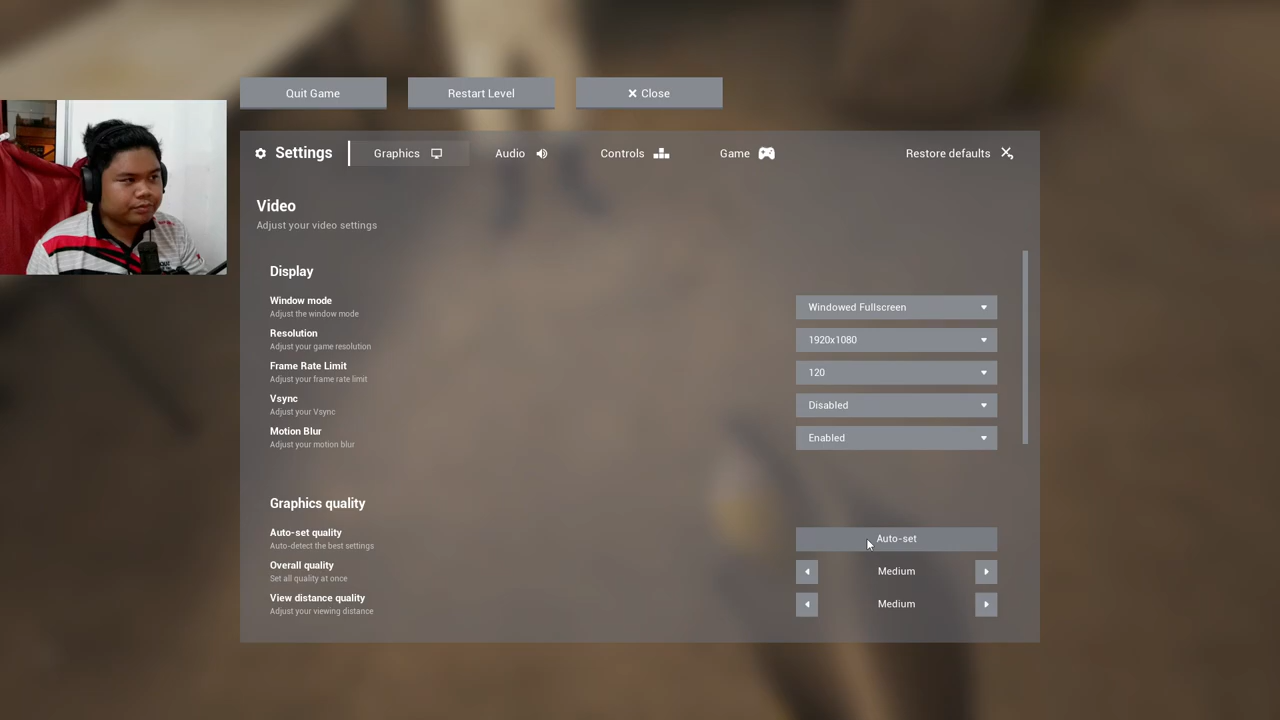 Quit Game
Restart Level
Close
Settings
Graphics
Audio
Controls
Game
Restore defaults
Video
Adjust your video settings
Display
Window mode
Windowed Fullscreen
Adjust the window mode
Resolution
1920x1080
Adjust your game resolution
Frame Rate Limit
120
Adjust your frame rate limit
Vsync
Disabled
Adjust your Vsync
Motion Blur
Enabled
Adjust your motion blur
Graphics quality
Auto-set quality
Auto-set
Auto-detect the best settings
Overall quality
Medium
Set all quality at once
View distance quality
Medium
Adjust your viewing distance